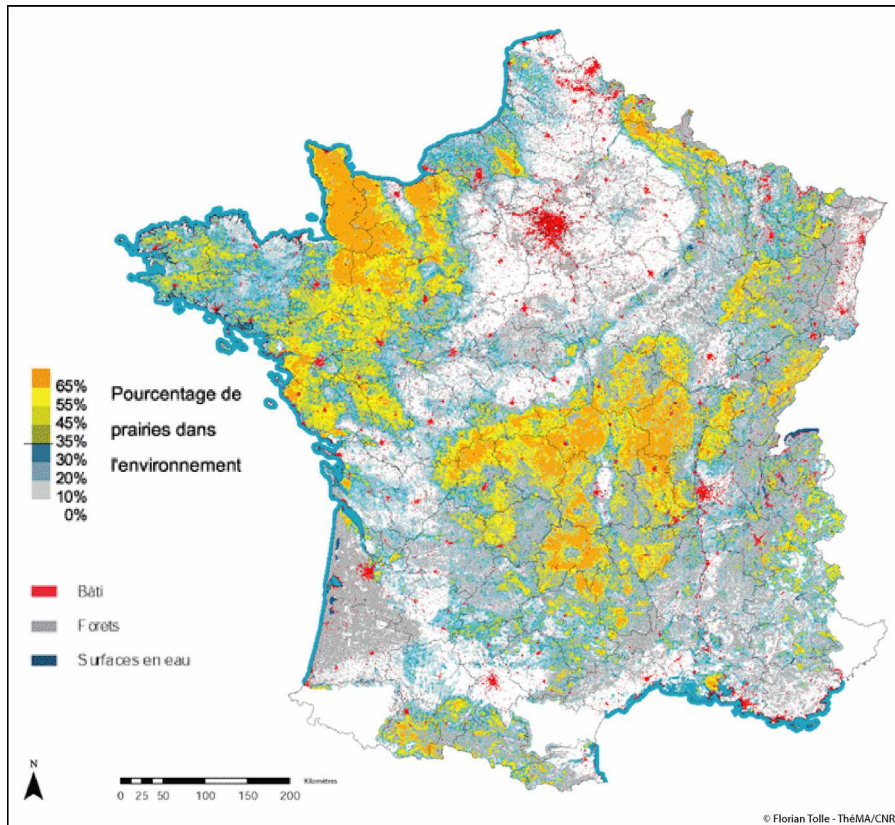 65%
55%
45%
35%
30%
20%
10%
0%
Pourcentage de
prairies dans
l'environnement
Bâti
Forets
Surfaces en eau
N
0 25 50 100 150 200
Kilomètres
© Florian Tolle - ThéMA/CNR